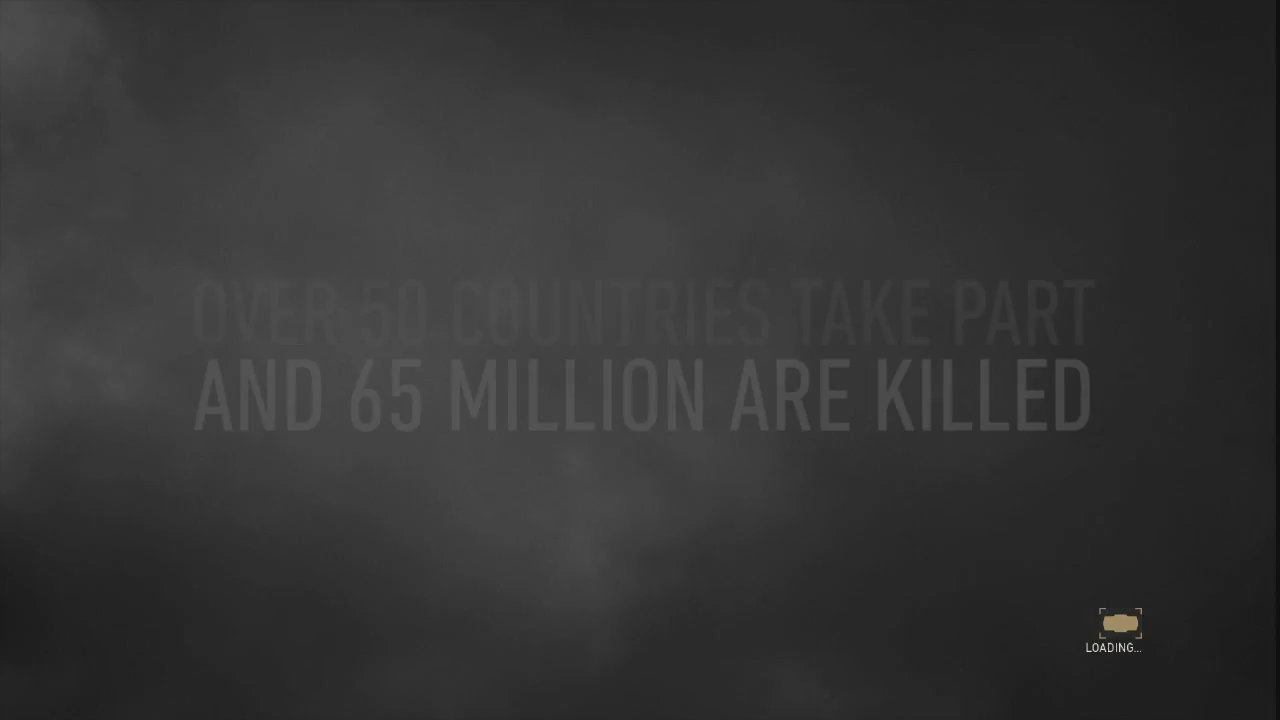 OVER 50 COUNTRIES TAKE PART
AND 65 MILLION ARE KILLED
LOADING...